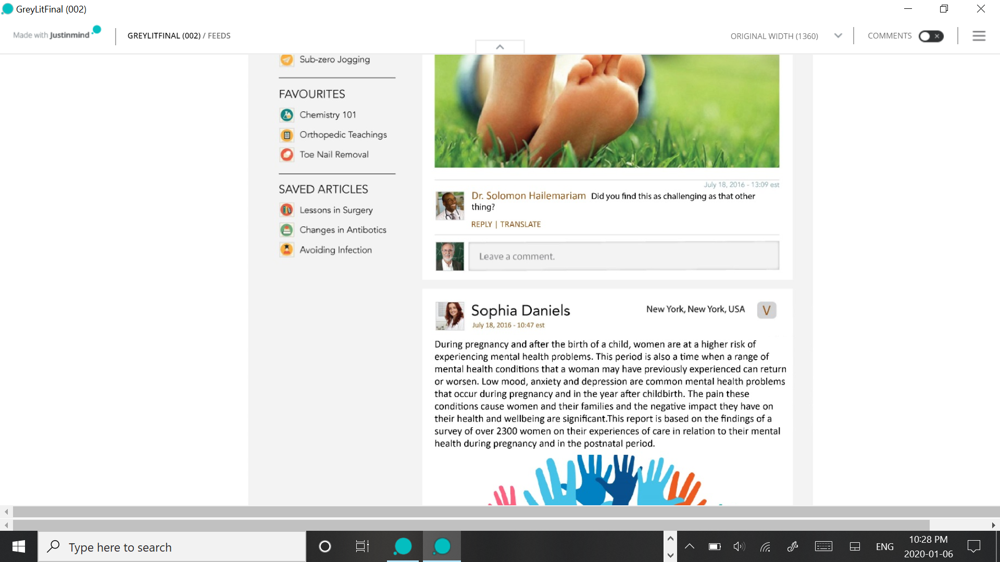 GreyLitFinal (002)
Made with Justinmind
GREYLITFINAL (002) / FEEDS
ORIGINAL WIDTH (1360)
COMMENTS
Sub-zero Jogging
FAVOURITES
Chemistry 101
Orthopedic Teachings
Toe Nail Removal
SAVED ARTICLES
Lessons in Surgery
Changes in Antibotics
Avoiding Infection
July 18, 2016 - 13:09 est
Dr. Solomon Hailemariam Did you find this as challenging as that other
thing?
REPLY | TRANSLATE
Leave a comment.
Sophia Daniels
New York, New York, USA
V
July 18, 2016 - 10:47 est
During pregnancy and after the birth of a child, women are at a higher risk of
experiencing mental health problems. This period is also a time when a range of
mental health conditions that a woman may have previously experienced can return
or worsen. Low mood, anxiety and depression are common mental health problems
that occur during pregnancy and in the year after childbirth. The pain these
conditions cause women and their families and the negative impact they have on
their health and wellbeing are significant.This report is based on the findings of a
survey of over 2300 women on their experiences of care in relation to their mental
health during pregnancy and in the postnatal period.
Type here to search
ENG
10:28 PM
2020-01-06